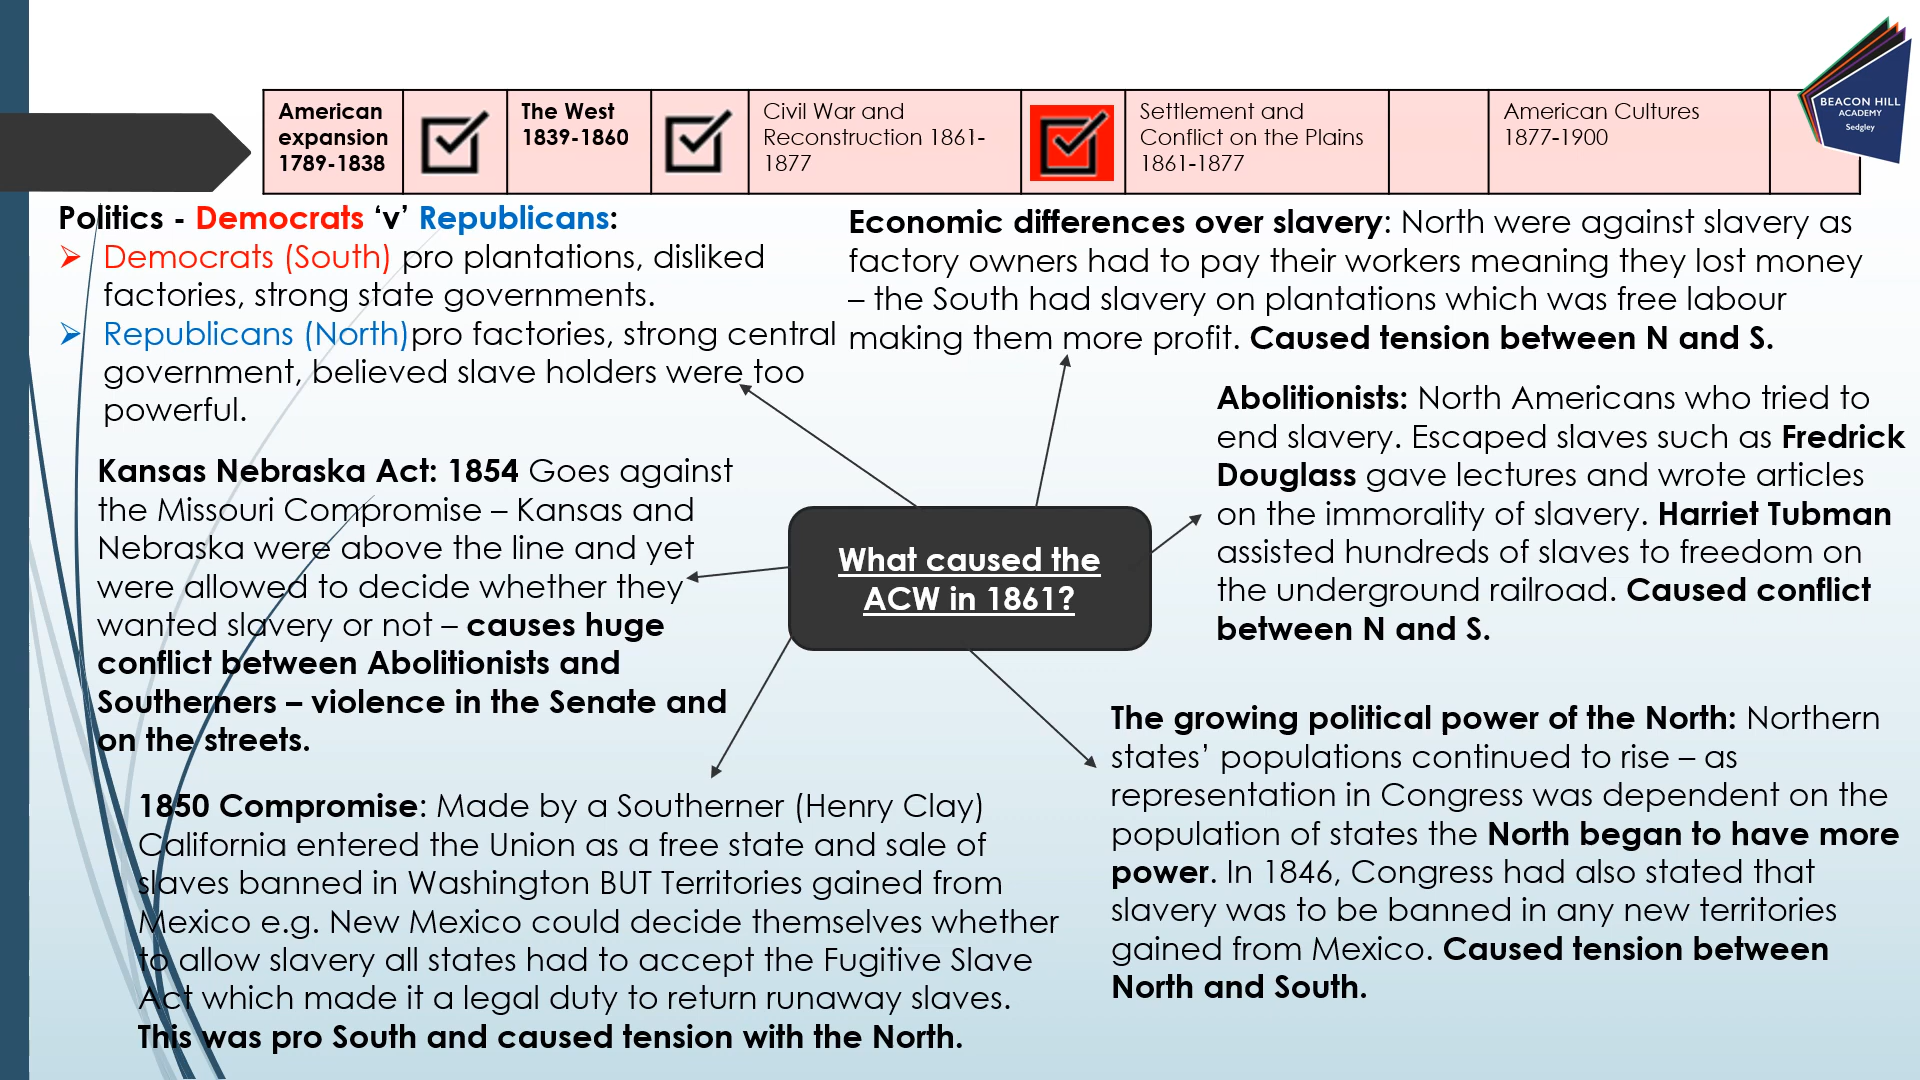 American
expansion
1789-1838
The West
1839-1860
Civil War and
Reconstruction 1861-
1877
Settlement and
Conflict on the Plains
1861-1877
American Cultures
1877-1900
BEACON HILL
ACADEMY
Sedgley
Politics - Democrats ‘v’ Republicans:
Democrats (South) pro plantations, disliked
factories, strong state governments.
Republicans (North)pro factories, strong central
government, believed slave holders were too
powerful.
Economic differences over slavery: North were against slavery as
factory owners had to pay their workers meaning they lost money
– the South had slavery on plantations which was free labour
making them more profit. Caused tension between N and S.
Abolitionists: North Americans who tried to
end slavery. Escaped slaves such as Fredrick
Douglass gave lectures and wrote articles
on the immorality of slavery. Harriet Tubman
assisted hundreds of slaves to freedom on
the underground railroad. Caused conflict
between N and S.
Kansas Nebraska Act: 1854 Goes against
the Missouri Compromise – Kansas and
Nebraska were above the line and yet
were allowed to decide whether they
wanted slavery or not – causes huge
conflict between Abolitionists and
Southerners – violence in the Senate and
on the streets.
What caused the
ACW in 1861?
The growing political power of the North: Northern
states’ populations continued to rise – as
representation in Congress was dependent on the
population of states the North began to have more
power. In 1846, Congress had also stated that
slavery was to be banned in any new territories
gained from Mexico. Caused tension between
North and South.
1850 Compromise: Made by a Southerner (Henry Clay)
California entered the Union as a free state and sale of
slaves banned in Washington BUT Territories gained from
Mexico e.g. New Mexico could decide themselves whether
to allow slavery all states had to accept the Fugitive Slave
Act which made it a legal duty to return runaway slaves.
This was pro South and caused tension with the North.